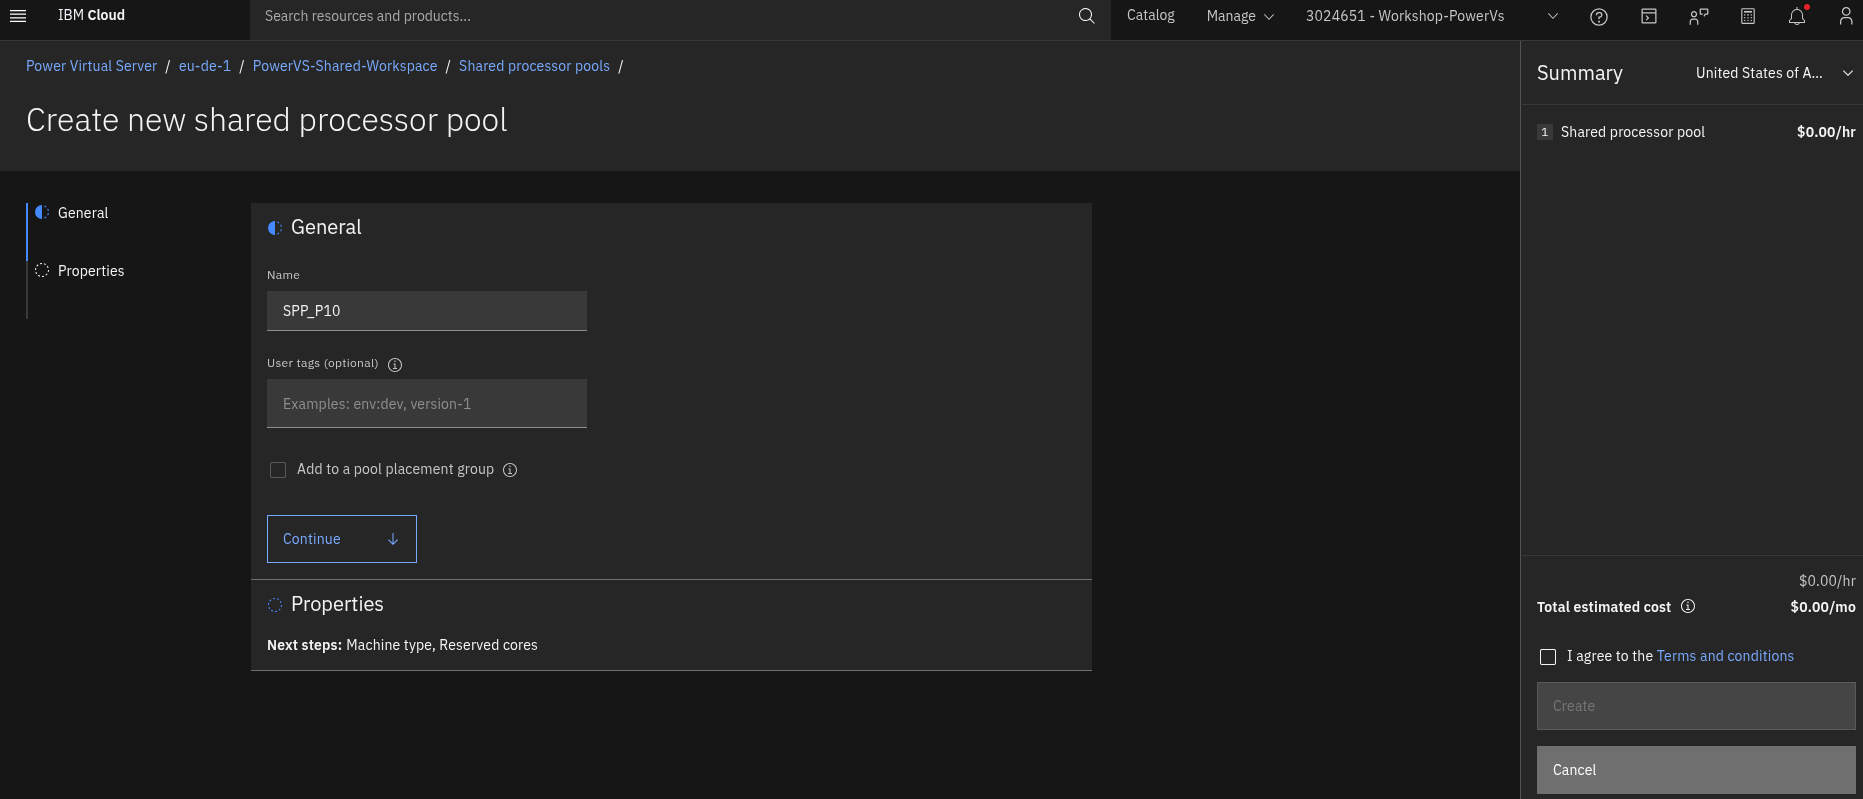 IBM Cloud
Search resources and products...
Catalog
Manage
3024651 - Workshop-PowerVs
Power Virtual Server / eu-de-1 / PowerVS-Shared-Workspace / Shared processor pools /
Create new shared processor pool
General
Properties
General
Name
SPP_P10
User tags (optional)
Examples: env:dev, version-1
Add to a pool placement group
Continue
Properties
Next steps: Machine type, Reserved cores
Summary
United States of A...
1 Shared processor pool $0.00/hr
$0.00/hr
Total estimated cost $0.00/mo
I agree to the Terms and conditions
Create
Cancel